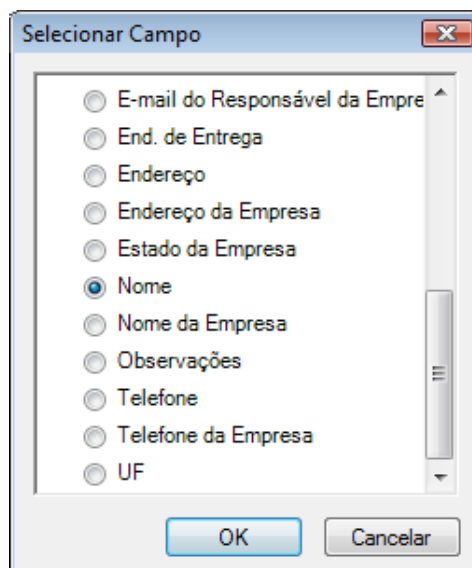 Selecionar Campo
E-mail do Responsável da Empre
End. de Entrega
Endereço
Endereço da Empresa
Estado da Empresa
Nome
Nome da Empresa
Observações
Telefone
Telefone da Empresa
UF
OK
Cancelar